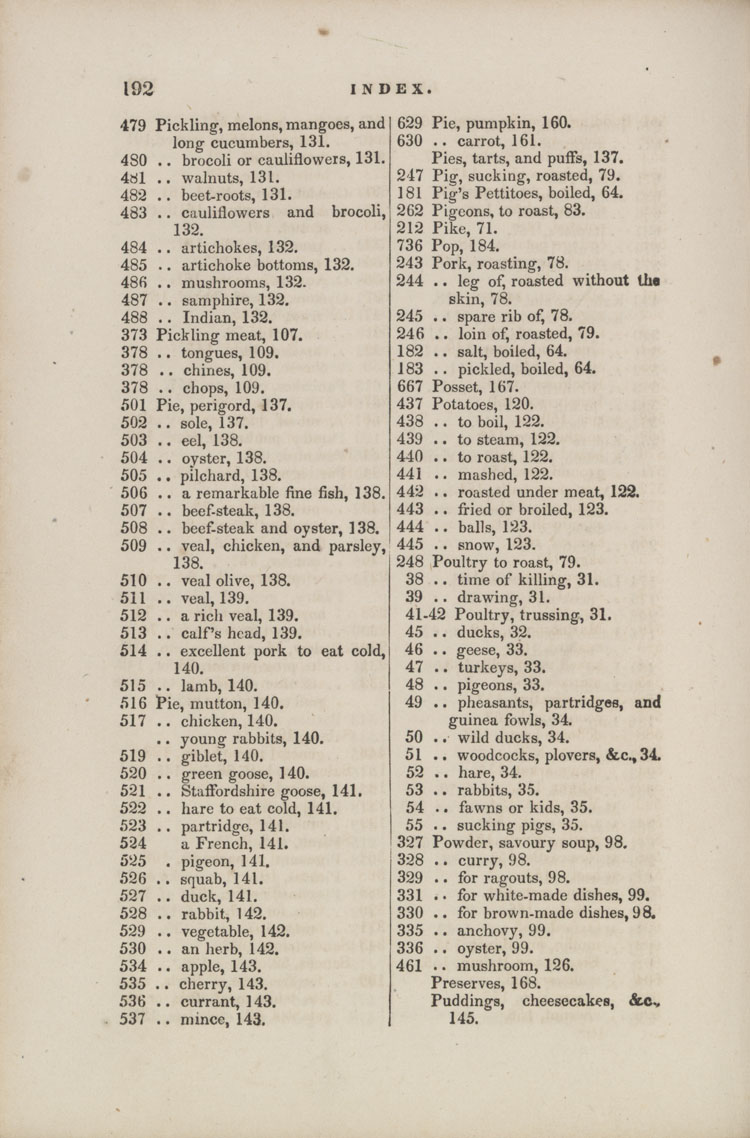 192
INDEX.
479 Pickling, melons, mangoes, and
long cucumbers, 131.
480 .. brocoli or cauliflowers, 131.
481 .. walnuts, 131.
482 .. beet-roots, 131.
483 .. cauliflowers and brocoli,
132.
484 .. artichokes, 132.
485 .. artichoke bottoms, 132.
486 .. mushrooms, 132.
487 .. samphire, 132.
488 .. Indian, 132.
373 Pickling meat, 107.
378 .. tongues, 109.
378 .. chines, 109.
378 .. chops, 109.
501 Pie, perigord, 137.
502 .. sole, 137.
503 .. eel, 138.
504 .. oyster, 138.
505 .. pilchard, 138.
506 .. a remarkable fine fish, 138.
507 .. beef-steak, 138.
508 .. beef-steak and oyster, 138.
509 .. veal, chicken, and parsley,
138.
510 .. veal olive, 138.
511 .. veal, 139.
512 .. a rich veal, 139.
513 .. calf's head, 139.
514 .. excellent pork to eat cold,
140.
515 .. lamb, 140.
516 Pie, mutton, 140.
517 .. chicken, 140.
.. young rabbits, 140.
519 .. giblet, 140.
520 .. green goose, 140.
521 .. Staffordshire goose, 141.
522 .. hare to eat cold, 141.
523 .. partridge, 141.
524 a French, 141.
525 . pigeon, 141.
526 .. squab, 141.
527 .. duck, 141.
528 .. rabbit, 142.
529 .. vegetable, 142.
530 .. an herb, 142.
534 .. apple, 143.
535 .. cherry, 143.
536 .. currant, 143.
537 .. mince, 143.
629 Pie, pumpkin, 160.
630 .. carrot, 161.
Pies, tarts, and puffs, 137.
247 Pig, sucking, roasted, 79.
181 Pig's Pettitoes, boiled, 64.
262 Pigeons, to roast, 83.
212 Pike, 71.
736 Pop, 184.
243 Pork, roasting, 78.
244 .. leg of, roasted without the
skin, 78.
245 .. spare rib of, 78.
246 .. loin of, roasted, 79.
182 .. salt, boiled, 64.
183 .. pickled, boiled, 64.
667 Posset, 167.
437 Potatoes, 120.
438 .. to boil, 122.
439 .. to steam, 122.
440 .. to roast, 122.
441 .. mashed, 122.
442 .. roasted under meat, 122.
443 .. fried or broiled, 123.
444 .. balls, 123.
445 .. snow, 123.
248 Poultry to roast, 79.
38 .. time of killing, 31.
39 .. drawing, 31.
41-42 Poultry, trussing, 31.
45 .. ducks, 32.
46 .. geese, 33.
47 .. turkeys, 33.
48 .. pigeons, 33.
49 .. pheasants, partridges, and
guinea fowls, 34.
50 .. wild ducks, 34.
51 .. woodcocks, plovers, &c., 34.
52 .. hare, 34.
53 .. rabbits, 35.
54 .. fawns or kids, 35.
55 .. sucking pigs, 35.
327 Powder, savoury soup, 98.
328 .. curry, 98.
329 .. for ragouts, 98.
331 .. for white-made dishes, 99.
330 .. for brown-made dishes, 98.
335 .. anchovy, 99.
336 .. oyster, 99.
461 .. mushroom, 126.
Preserves, 168.
Puddings, cheesecakes, &c.,
145.